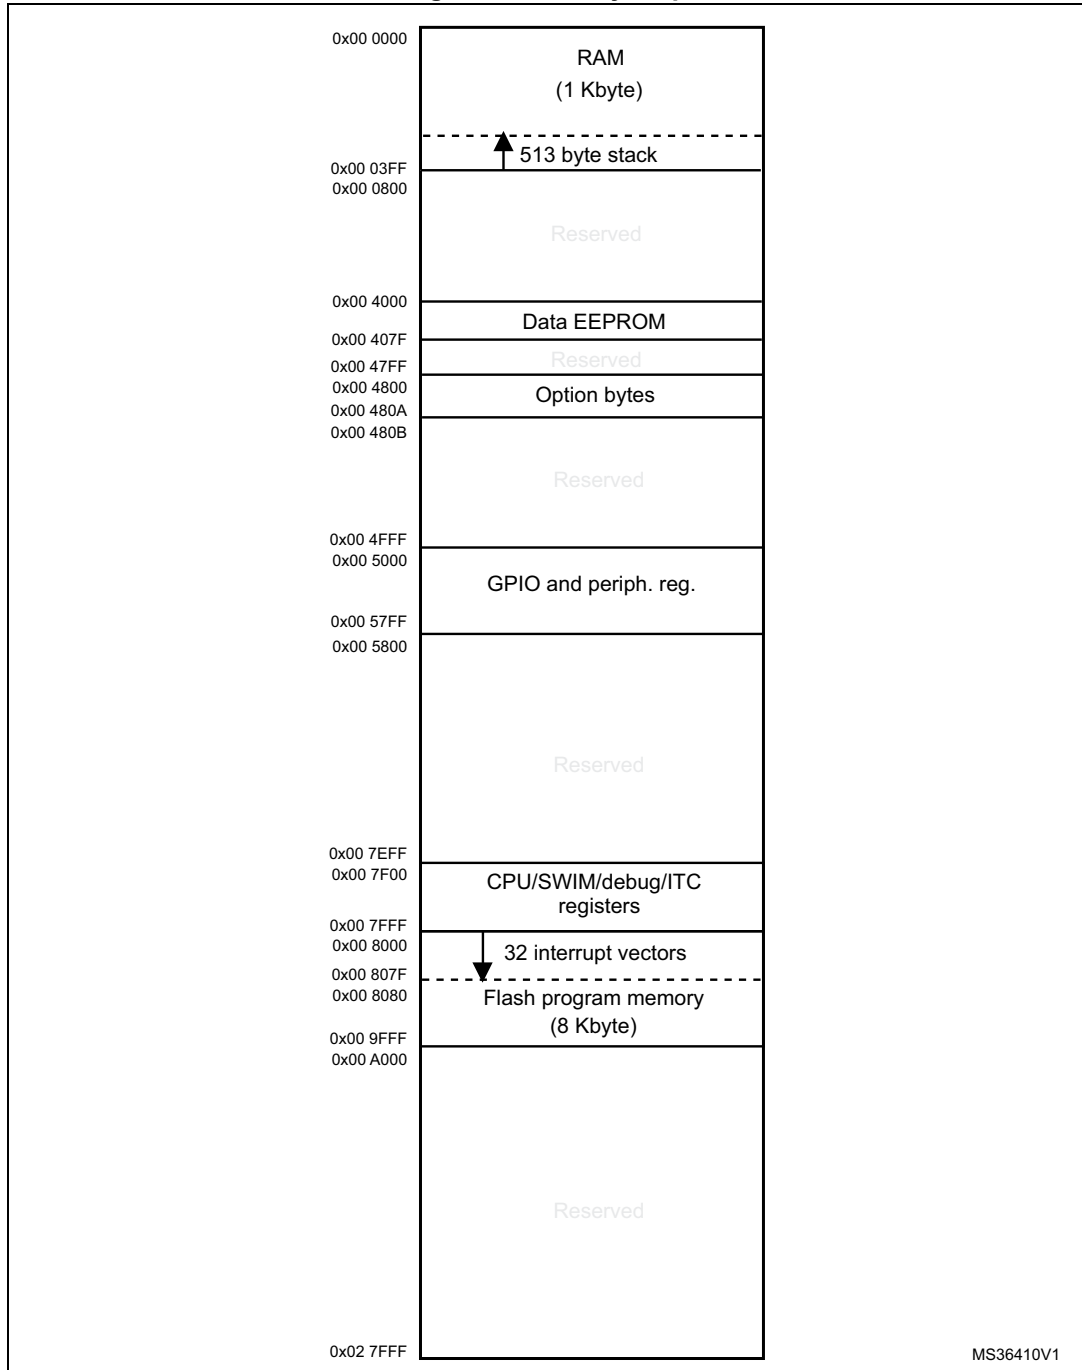 0x00 0000
RAM
(1 Kbyte)
513 byte stack
0x00 03FF
0x00 0800
Reserved
0x00 4000
Data EEPROM
0x00 407F
Reserved
0x00 47FF
0x00 4800
Option bytes
0x00 480A
0x00 480B
Reserved
0x00 4FFF
0x00 5000
GPIO and periph. reg.
0x00 57FF
0x00 5800
Reserved
0x00 7EFF
0x00 7F00
CPU/SWIM/debug/ITC
registers
0x00 7FFF
0x00 8000
32 interrupt vectors
0x00 807F
0x00 8080
Flash program memory
(8 Kbyte)
0x00 9FFF
0x00 A000
Reserved
0x02 7FFF
MS36410V1